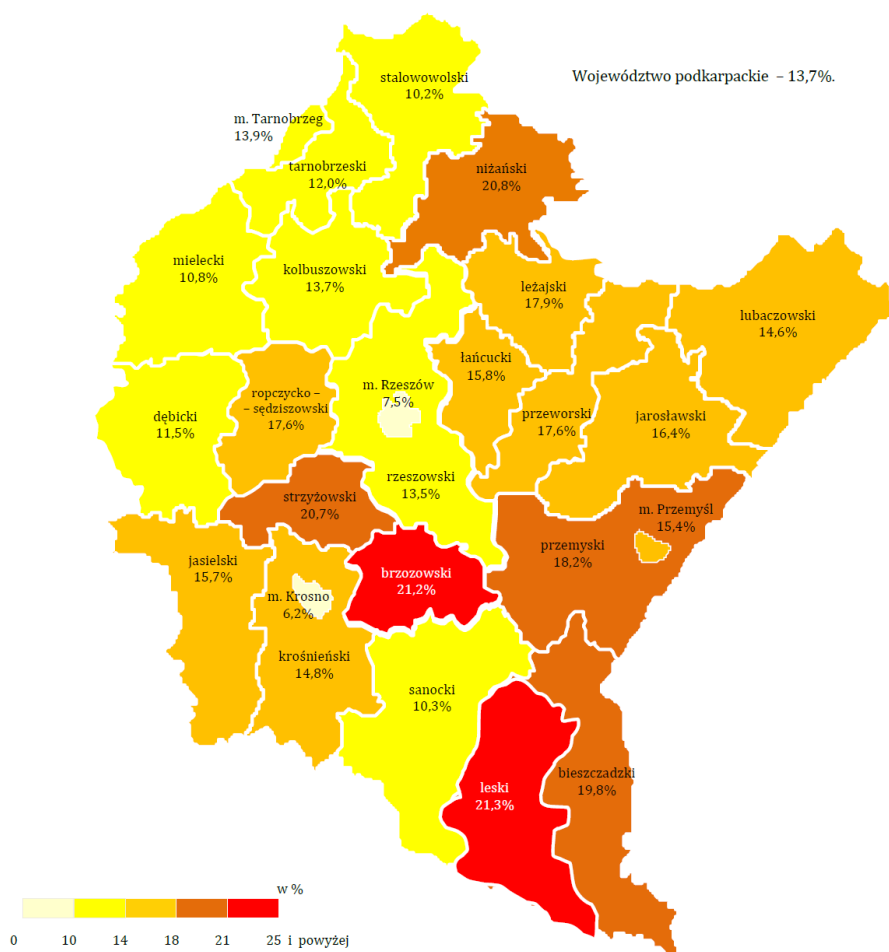 Województwo podkarpackie – 13,7%.
stalowowolski
10,2%
m. Tarnobrzeg
13,9%
tarnobrzeski
12,0%
niżański
20,8%
mielecki
10,8%
kolbuszowski
13,7%
leżajski
17,9%
lubaczowski
14,6%
łańcucki
15,8%
m. Rzeszów
7,5%
ropczycko –
– sędziszowski
17,6%
dębicki
11,5%
przeworski
17,6%
jarosławski
16,4%
rzeszowski
13,5%
strzyżowski
20,7%
m. Przemyśl
15,4%
przemyski
18,2%
jasielski
15,7%
brzozowski
21,2%
m. Krosno
6,2%
krośnieński
14,8%
sanocki
10,3%
bieszczadzki
19,8%
leski
21,3%
w %
0 10 14 18 21 25 i powyżej